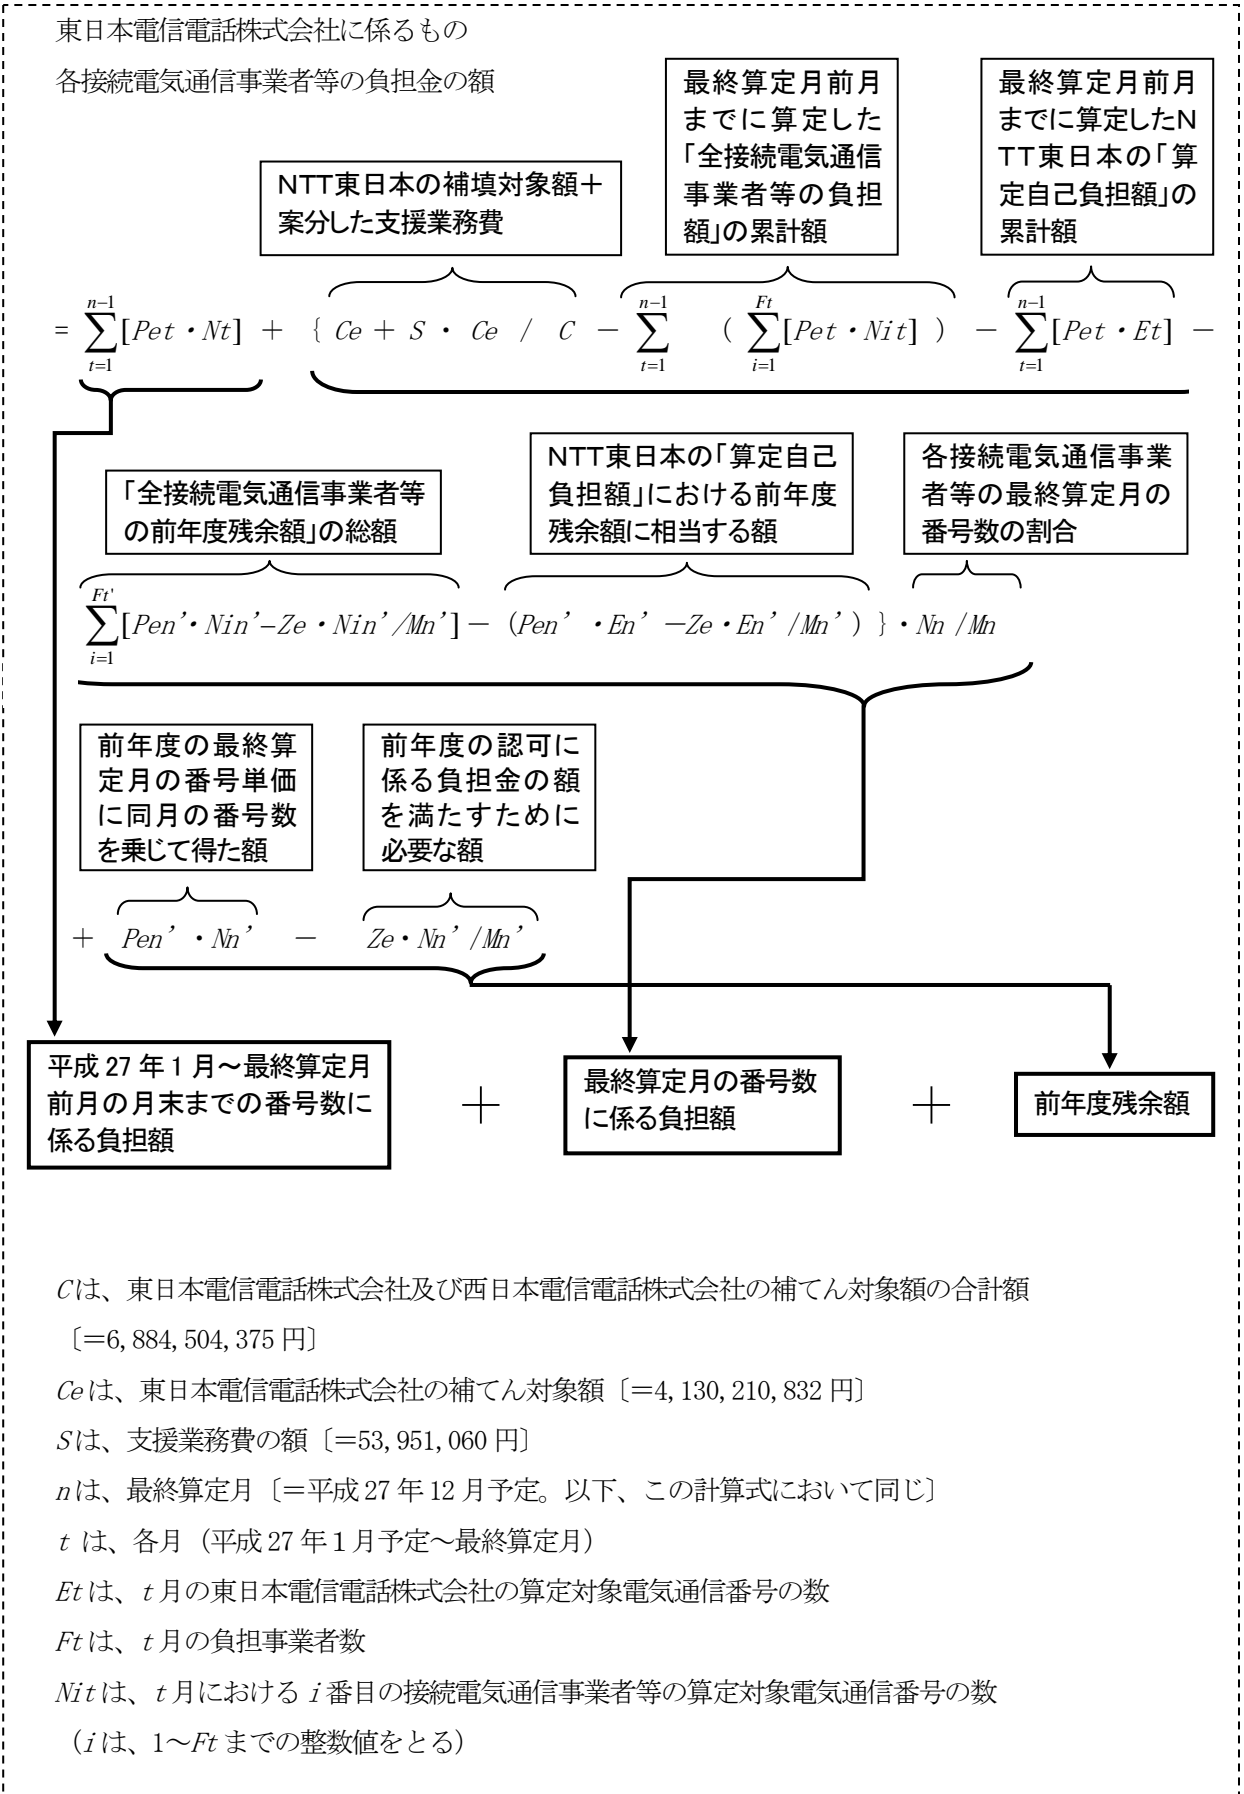 東日本電信電話株式会社に係るもの
各接続電気通信事業者等の負担金の額
最終算定月前月
までに算定した
「全接続電気通信
事業者等の負担
額」の累計額
最終算定月前月
までに算定したN
TT東日本の「算
定自己負担額」の
累計額
NTT東日本の補填対象額＋
案分した支援業務費
= n−1∑t=1[Pet・Nt] ＋ { Ce ＋ S ・ Ce / C − n−1∑t=1 ( Ft∑i=1[Pet・Nit] ) − n−1∑t=1[Pet・Et] −
「全接続電気通信事業者等
の前年度残余額」の総額
NTT東日本の「算定自己
負担額」における前年度
残余額に相当する額
各接続電気通信事業
者等の最終算定月の
番号数の割合
Ft'∑i=1[Pen’・Nin’−Ze・Nin’/Mn’]− (Pen’・En’−Ze・En’/Mn’) }・Nn/Mn
前年度の最終算
定月の番号単価
に同月の番号数
を乗じて得た額
前年度の認可に
係る負担金の額
を満たすために
必要な額
＋ Pen’・Nn’ − Ze・Nn’/Mn’
平成 27 年 1 月～最終算定月
前月の月末までの番号数に
係る負担額
＋
最終算定月の番号数
に係る負担額
＋
前年度残余額
Cは、東日本電信電話株式会社及び西日本電信電話株式会社の補てん対象額の合計額
〔＝6,884,504,375 円〕
Ceは、東日本電信電話株式会社の補てん対象額〔＝4,130,210,832 円〕
Sは、支援業務費の額〔＝53,951,060 円〕
nは、最終算定月〔＝平成 27 年 12 月予定。以下、この計算式において同じ〕
t は、各月（平成 27 年１月予定～最終算定月）
Etは、t 月の東日本電信電話株式会社の算定対象電気通信番号の数
Ftは、t 月の負担事業者数
Nitは、t 月における i 番目の接続電気通信事業者等の算定対象電気通信番号の数
（iは、1～Ft までの整数値をとる）